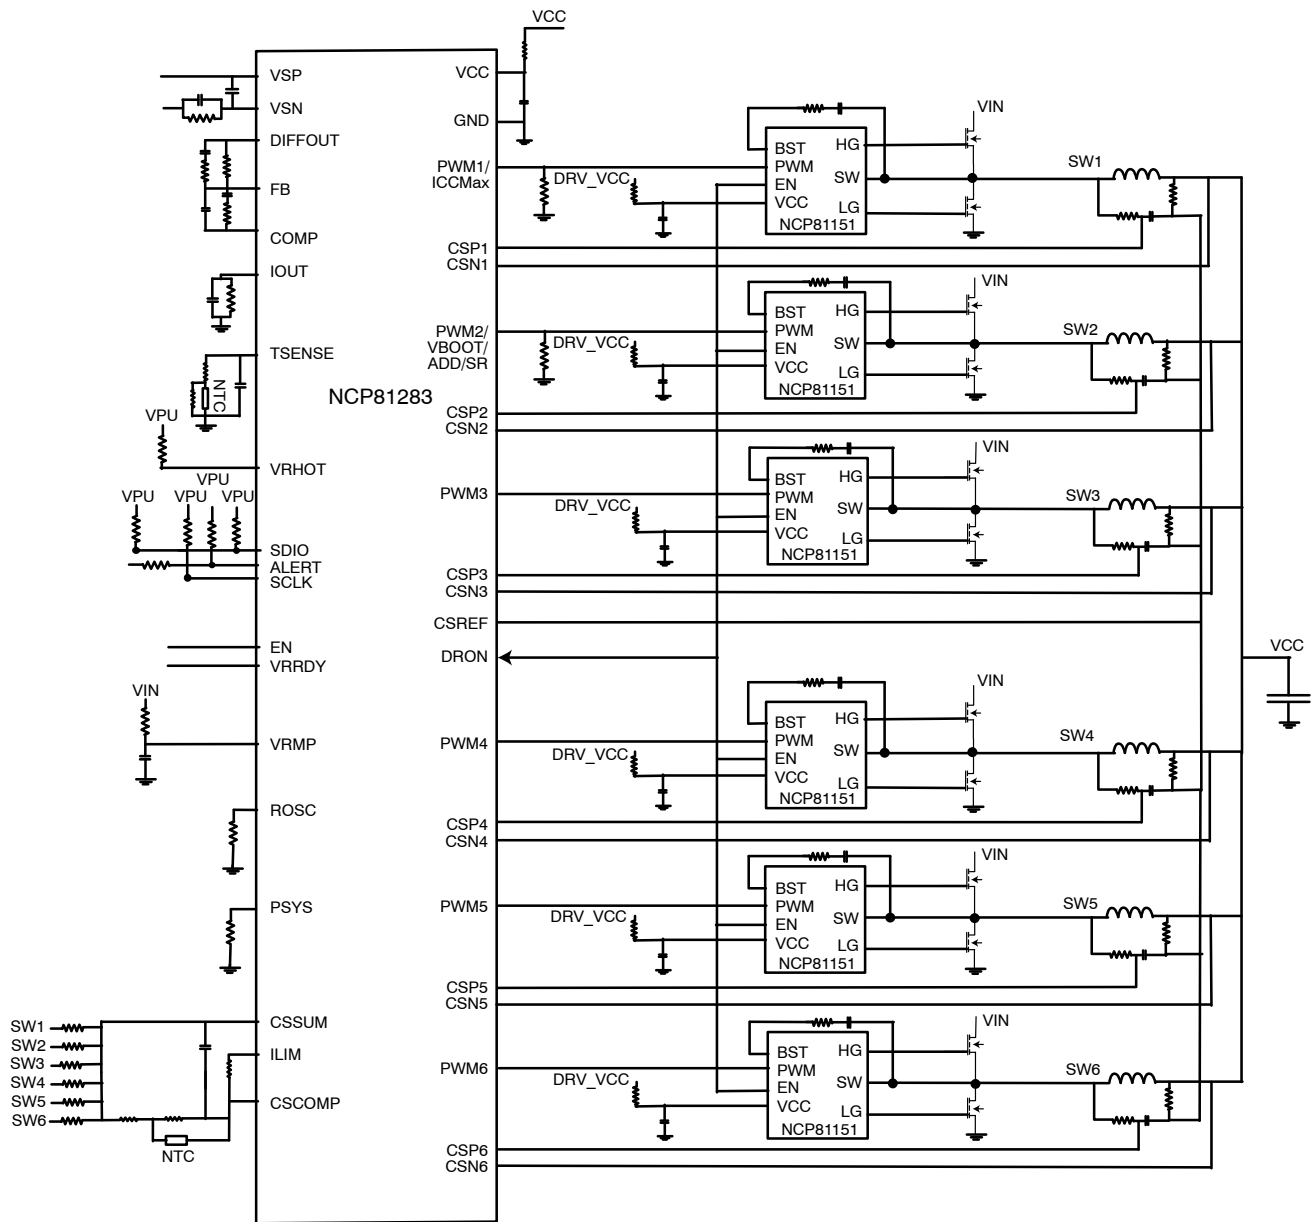 VCC
VSP
VSN
DIFFOUT
FB
COMP
IOUT
TSENSE
NTC
VPU
VRHOT
VPU
VPU
VPU
VPU
SDIO
ALERT
SCLK
EN
VRRDY
VIN
VRMP
ROSC
PSYS
SW1
SW2
SW3
SW4
SW5
SW6
CSSUM
ILIM
CSCOMP
NTC
NCP81283
VCC
GND
PWM1/
ICCMax
CSP1
CSN1
PWM2/
VBOOT/
ADD/SR
CSP2
CSN2
PWM3
CSP3
CSN3
CSREF
DRON
PWM4
CSP4
CSN4
PWM5
CSP5
CSN5
PWM6
CSP6
CSN6
DRV_VCC
BST
PWM
EN
VCC
HG
SW
LG
NCP81151
VIN
SW1
DRV_VCC
BST
PWM
EN
VCC
HG
SW
LG
NCP81151
VIN
SW2
DRV_VCC
BST
PWM
EN
VCC
HG
SW
LG
NCP81151
VIN
SW3
VCC
DRV_VCC
BST
PWM
EN
VCC
HG
SW
LG
NCP81151
VIN
SW4
DRV_VCC
BST
PWM
EN
VCC
HG
SW
LG
NCP81151
VIN
SW5
DRV_VCC
BST
PWM
EN
VCC
HG
SW
LG
NCP81151
VIN
SW6